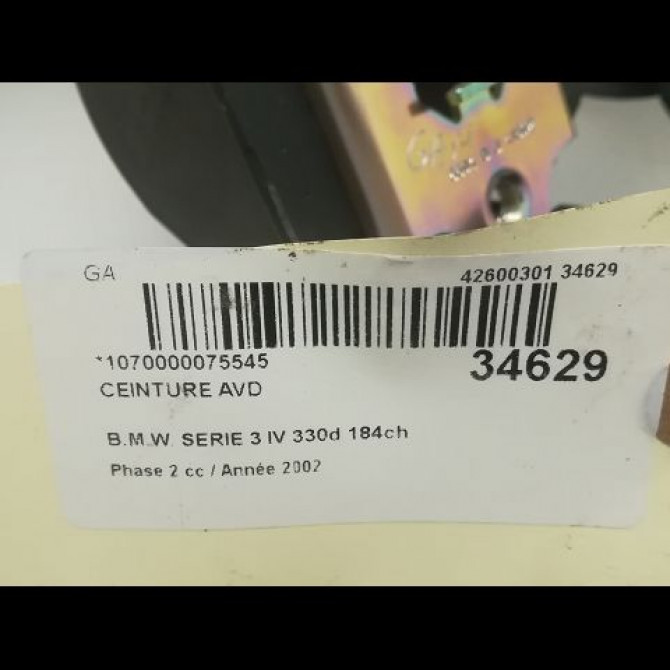 GA
42600301 34629
*1070000075545
34629
CEINTURE AVD
B.M.W. SERIE 3 IV 330d 184ch
Phase 2 cc / Année 2002